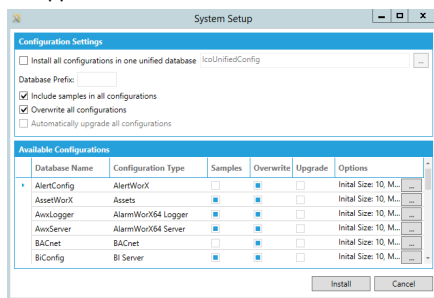 System Setup
Configuration Settings
Install all configurations in one unified database IcoUnifiedConfig ...
Database Prefix:
Include samples in all configurations
Overwrite all configurations
Automatically upgrade all configurations
Available Configurations
Database Name Configuration Type Samples Overwrite Upgrade Options
AlertConfig AlertWorX Inital Size: 10, M... ...
AssetWorX Assets Inital Size: 10, M... ...
AwxLogger AlarmWorX64 Logger Inital Size: 10, M... ...
AwxServer AlarmWorX64 Server Inital Size: 10, M... ...
BACnet BACnet Inital Size: 10, M... ...
BiConfig BI Server Inital Size: 10, M... ...
Install Cancel